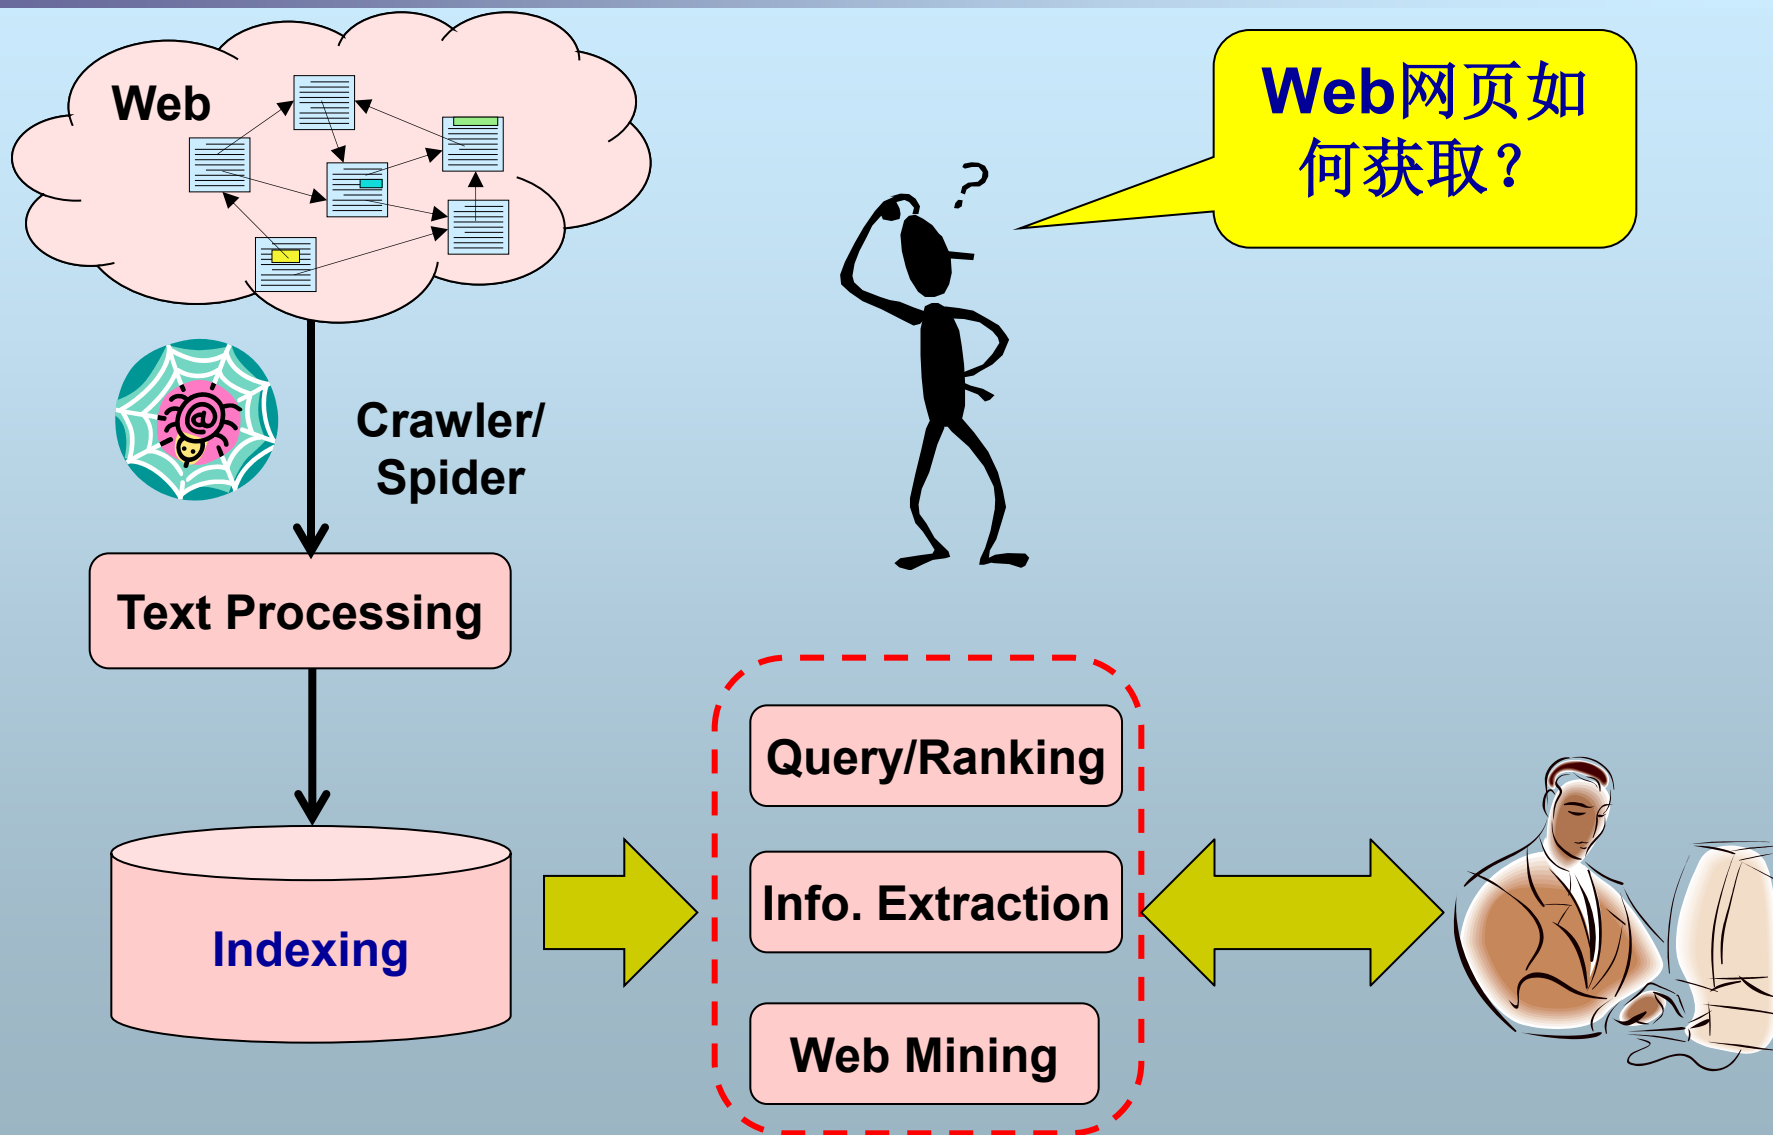 Web
Web网页如
何获取？
Crawler/
Spider
Text Processing
Indexing
Query/Ranking
Info. Extraction
Web Mining